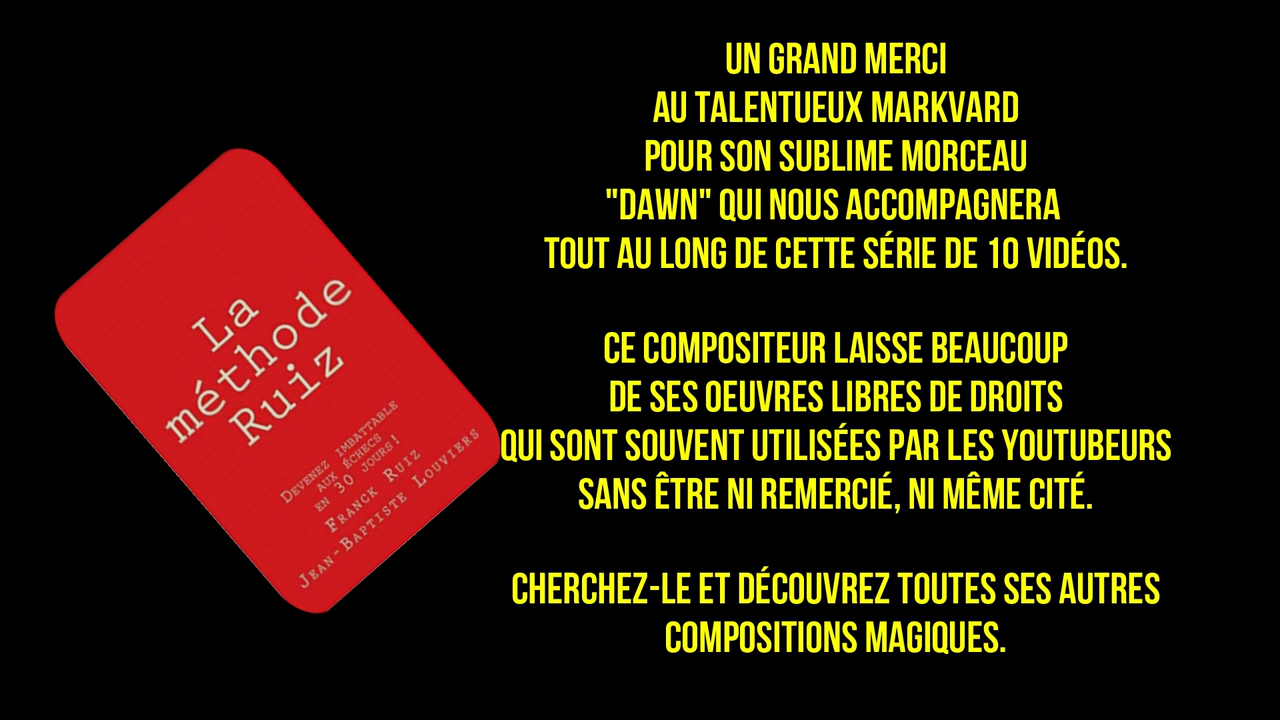 La
méthode
Ruiz
Devenez imbattable
aux échecs
en 30 jours!
Franck Ruiz
Jean-Baptiste Louviers
UN GRAND MERCI
AU TALENTUEUX MARKVARD
POUR SON SUBLIME MORCEAU
"DAWN" QUI NOUS ACCOMPAGNERA
TOUT AU LONG DE CETTE SÉRIE DE 10 VIDÉOS.
CE COMPOSITEUR LAISSE BEAUCOUP
DE SES OEUVRES LIBRES DE DROITS
QUI SONT SOUVENT UTILISÉES PAR LES YOUTUBEURS
SANS ÊTRE NI REMERCIÉ, NI MÊME CITÉ.
CHERCHEZ-LE ET DÉCOUVREZ TOUTES SES AUTRES
COMPOSITIONS MAGIQUES.